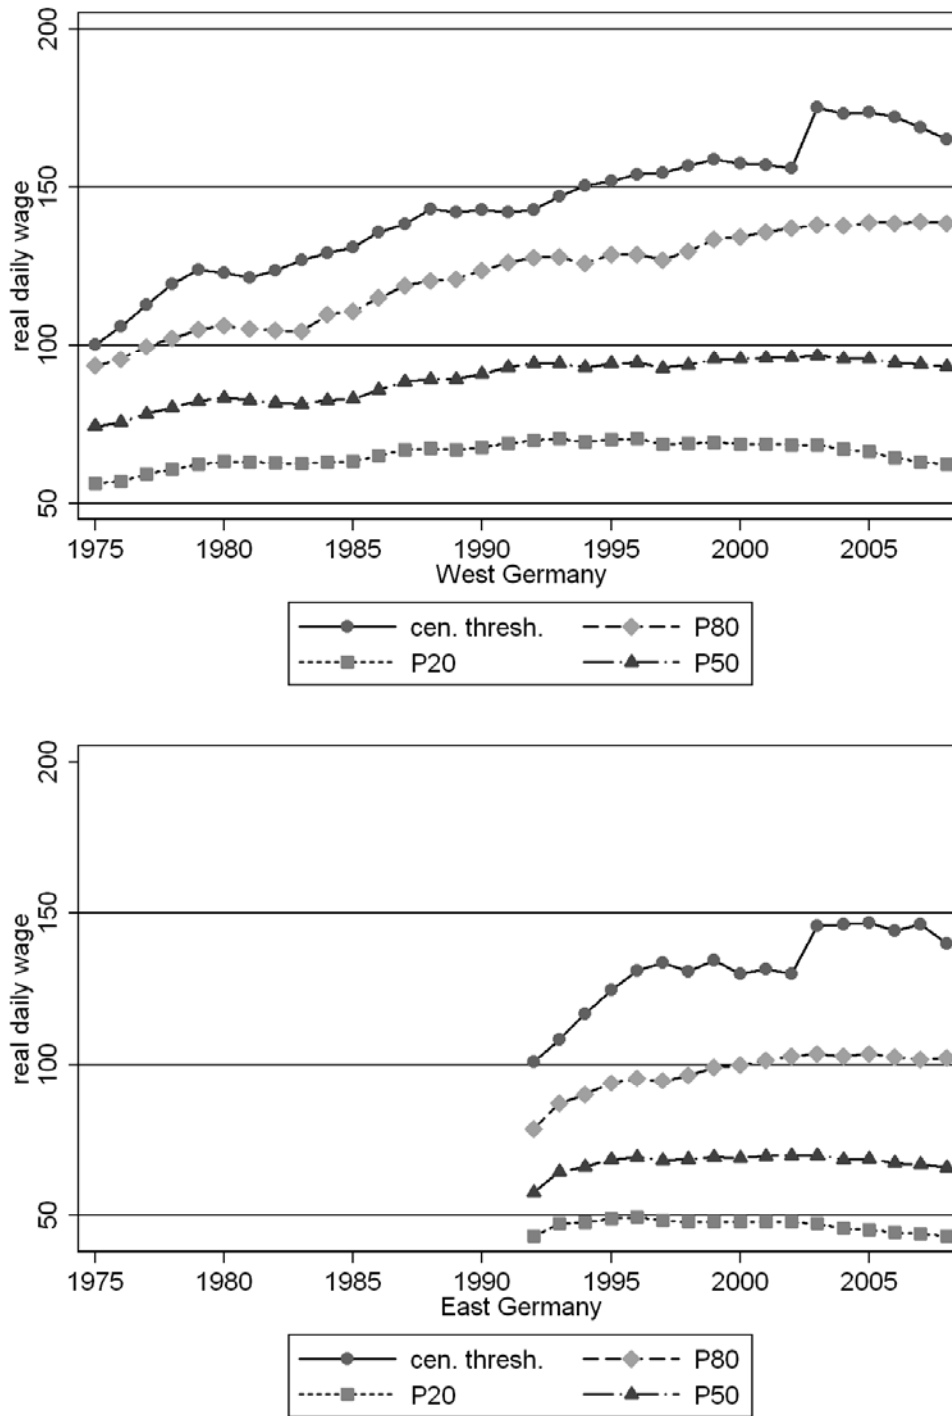 200
150
100
50
real daily wage
1975 1980 1985 1990 1995 2000 2005
West Germany
cen. thresh. P80
P20 P50
200
150
100
50
real daily wage
1975 1980 1985 1990 1995 2000 2005
East Germany
cen. thresh. P80
P20 P50